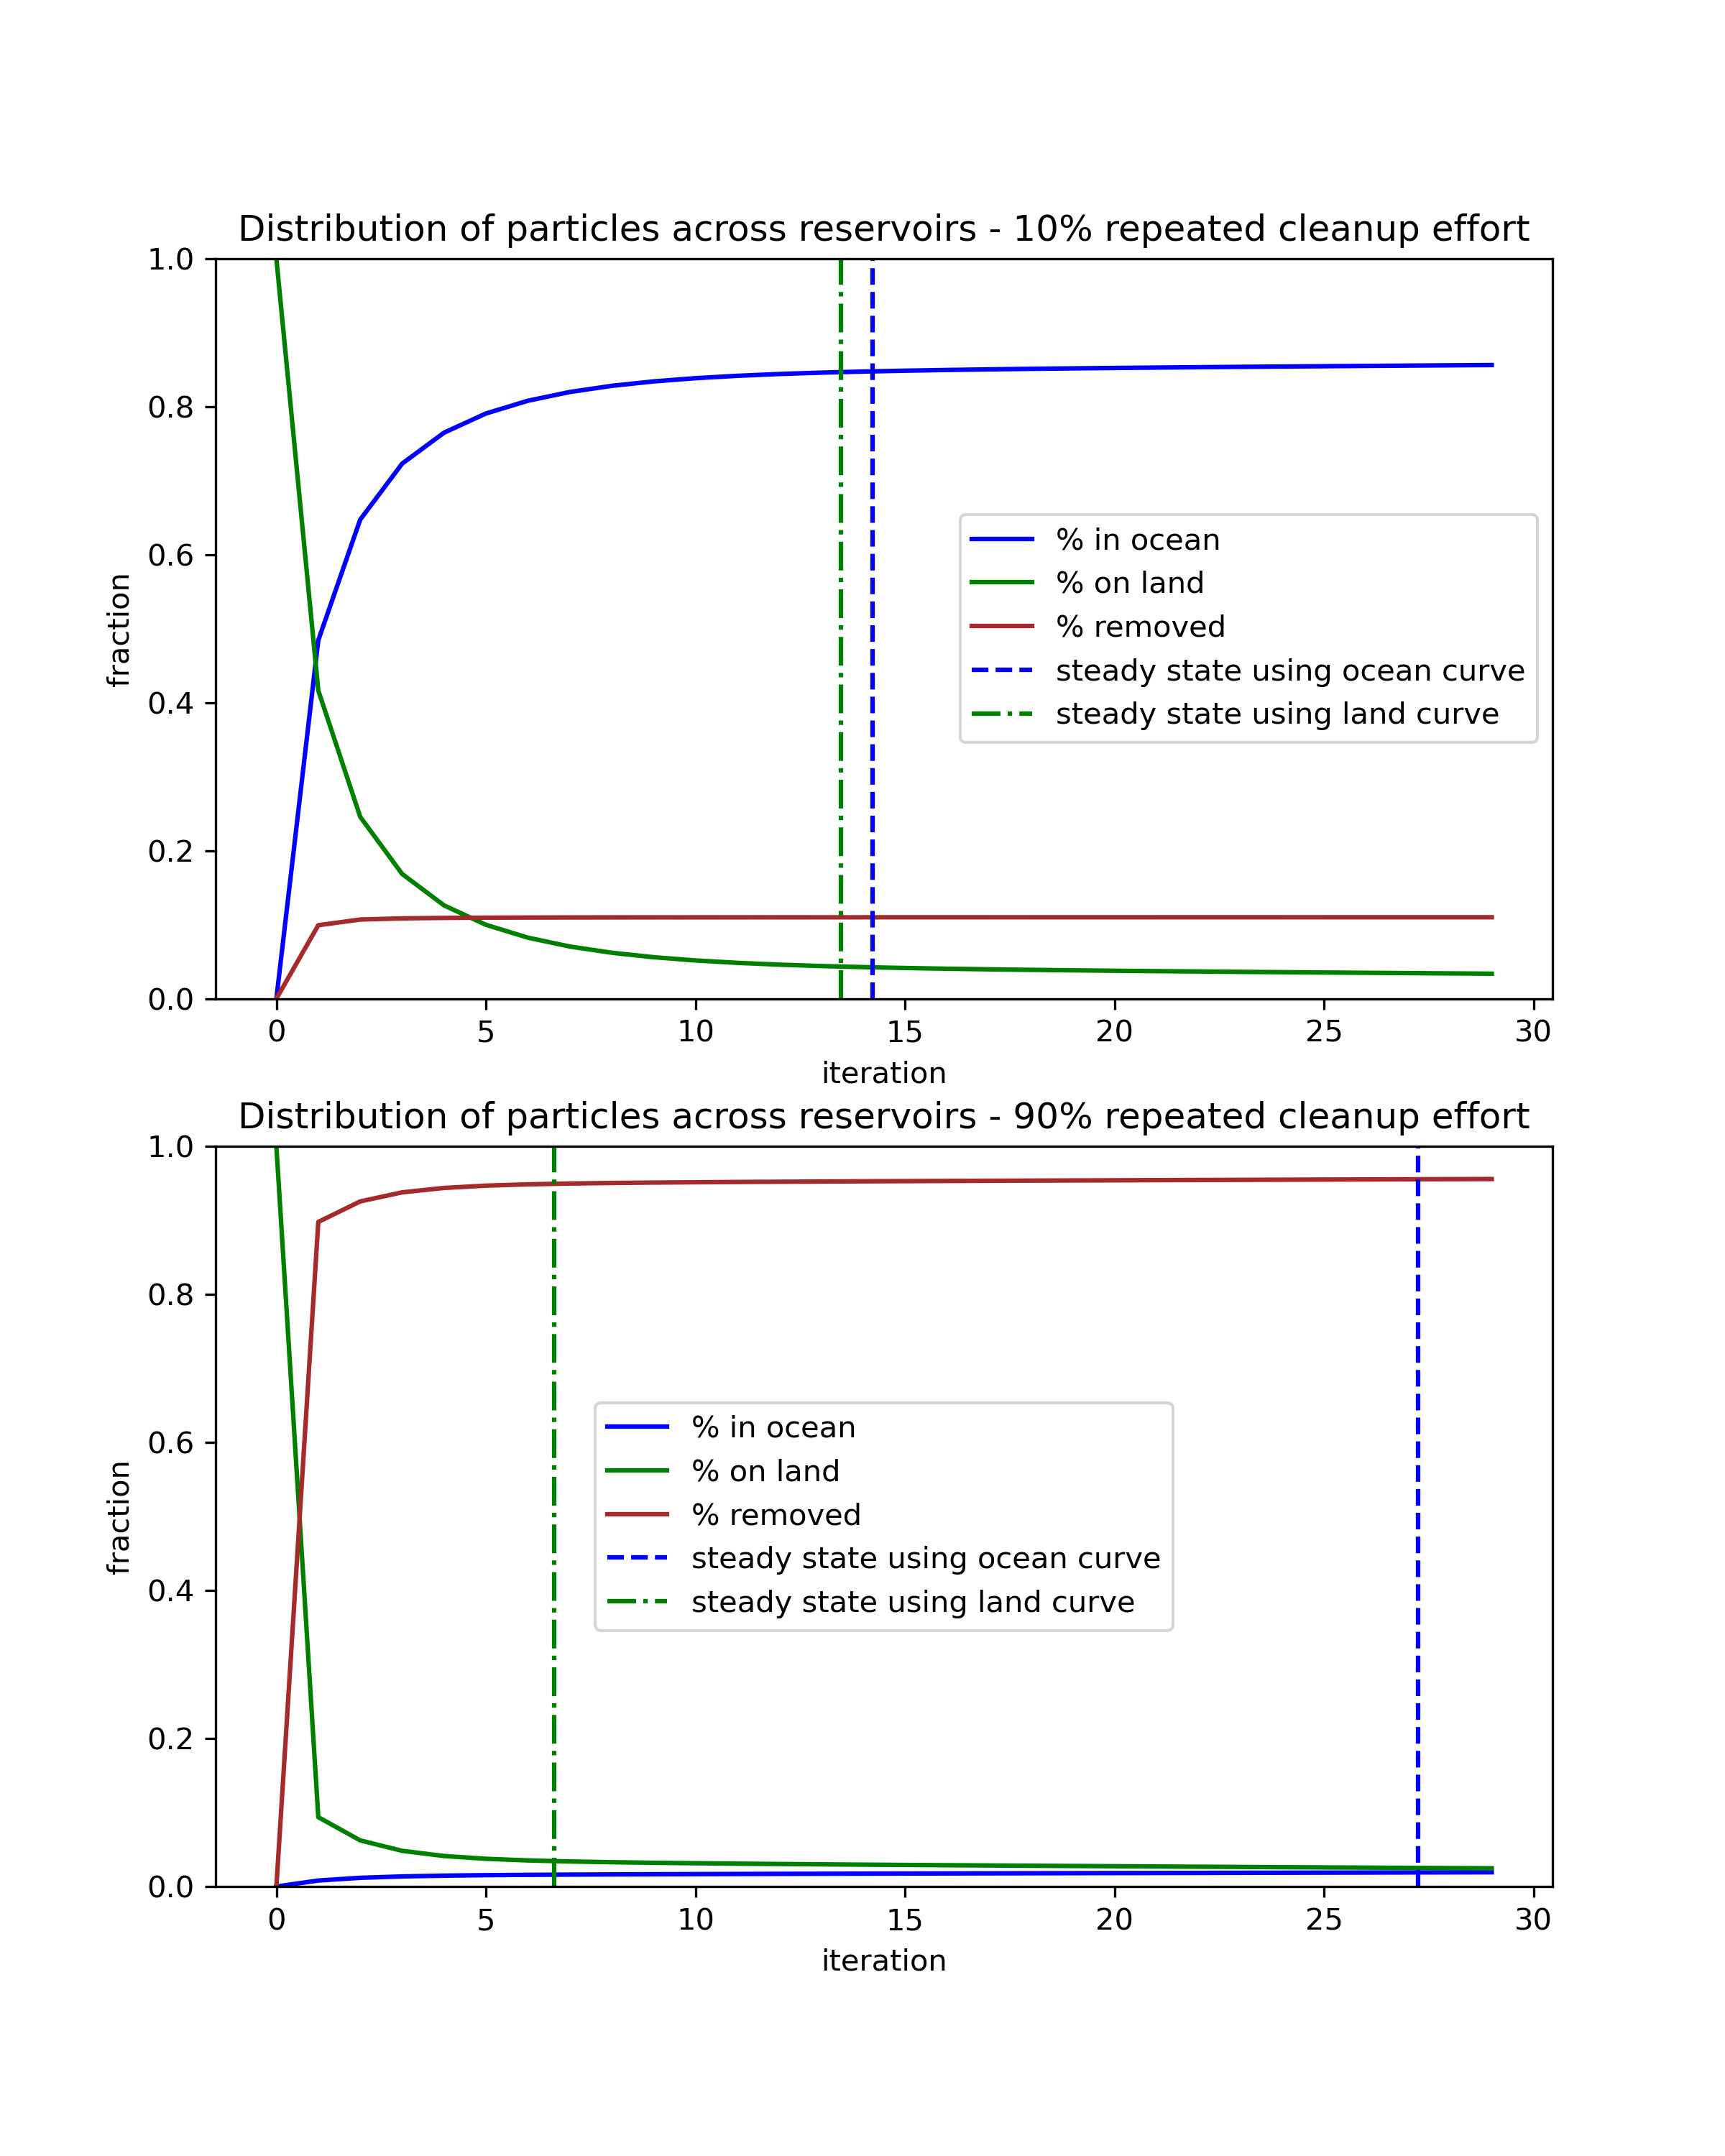 Distribution of particles across reservoirs - 10% repeated cleanup effort
1.0
0.8
0.6
0.4
0.2
0.0
fraction
% in ocean
% on land
% removed
steady state using ocean curve
steady state using land curve
0 5 10 15 20 25 30
iteration
Distribution of particles across reservoirs - 90% repeated cleanup effort
1.0
0.8
0.6
0.4
0.2
0.0
fraction
% in ocean
% on land
% removed
steady state using ocean curve
steady state using land curve
0 5 10 15 20 25 30
iteration